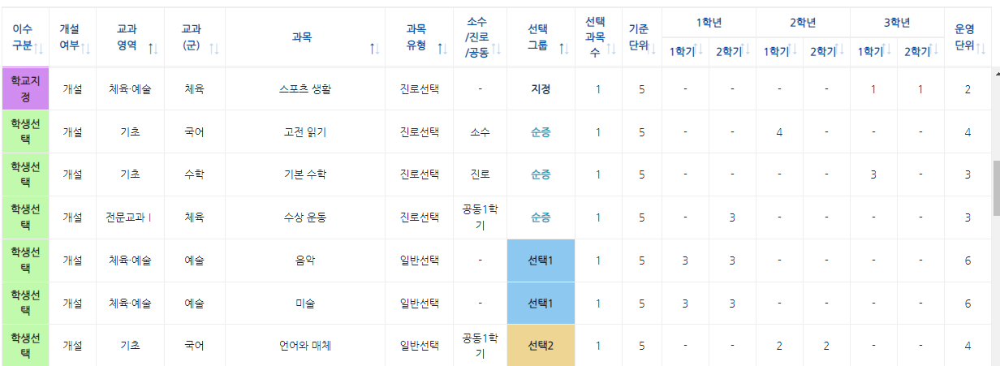 이수 구분 개설 여부 교과 영역 교과 (군) 과목 과목 유형 소수 /진로 /공동 선택 그룹 선택 과목 수 기준 단위 1학년 2학년 3학년 운영 단위
1학기 2학기 1학기 2학기 1학기 2학기
학교지정 개설 체육·예술 체육 스포츠 생활 진로선택 - 지정 1 5 - - - - 1 1 2
학생선택 개설 기초 국어 고전 읽기 진로선택 소수 순증 1 5 - - 4 - - - 4
학생선택 개설 기초 수학 기본 수학 진로선택 진로 순증 1 5 - - - - 3 - 3
학생선택 개설 전문교과Ⅰ 체육 수상 운동 진로선택 공동1학기 순증 1 5 - 3 - - - - 3
학생선택 개설 체육·예술 예술 음악 일반선택 - 선택1 1 5 3 3 - - - - 6
학생선택 개설 체육·예술 예술 미술 일반선택 - 선택1 1 5 3 3 - - - - 6
학생선택 개설 기초 국어 언어와 매체 일반선택 공동1학기 선택2 1 5 - - 2 2 - - 4